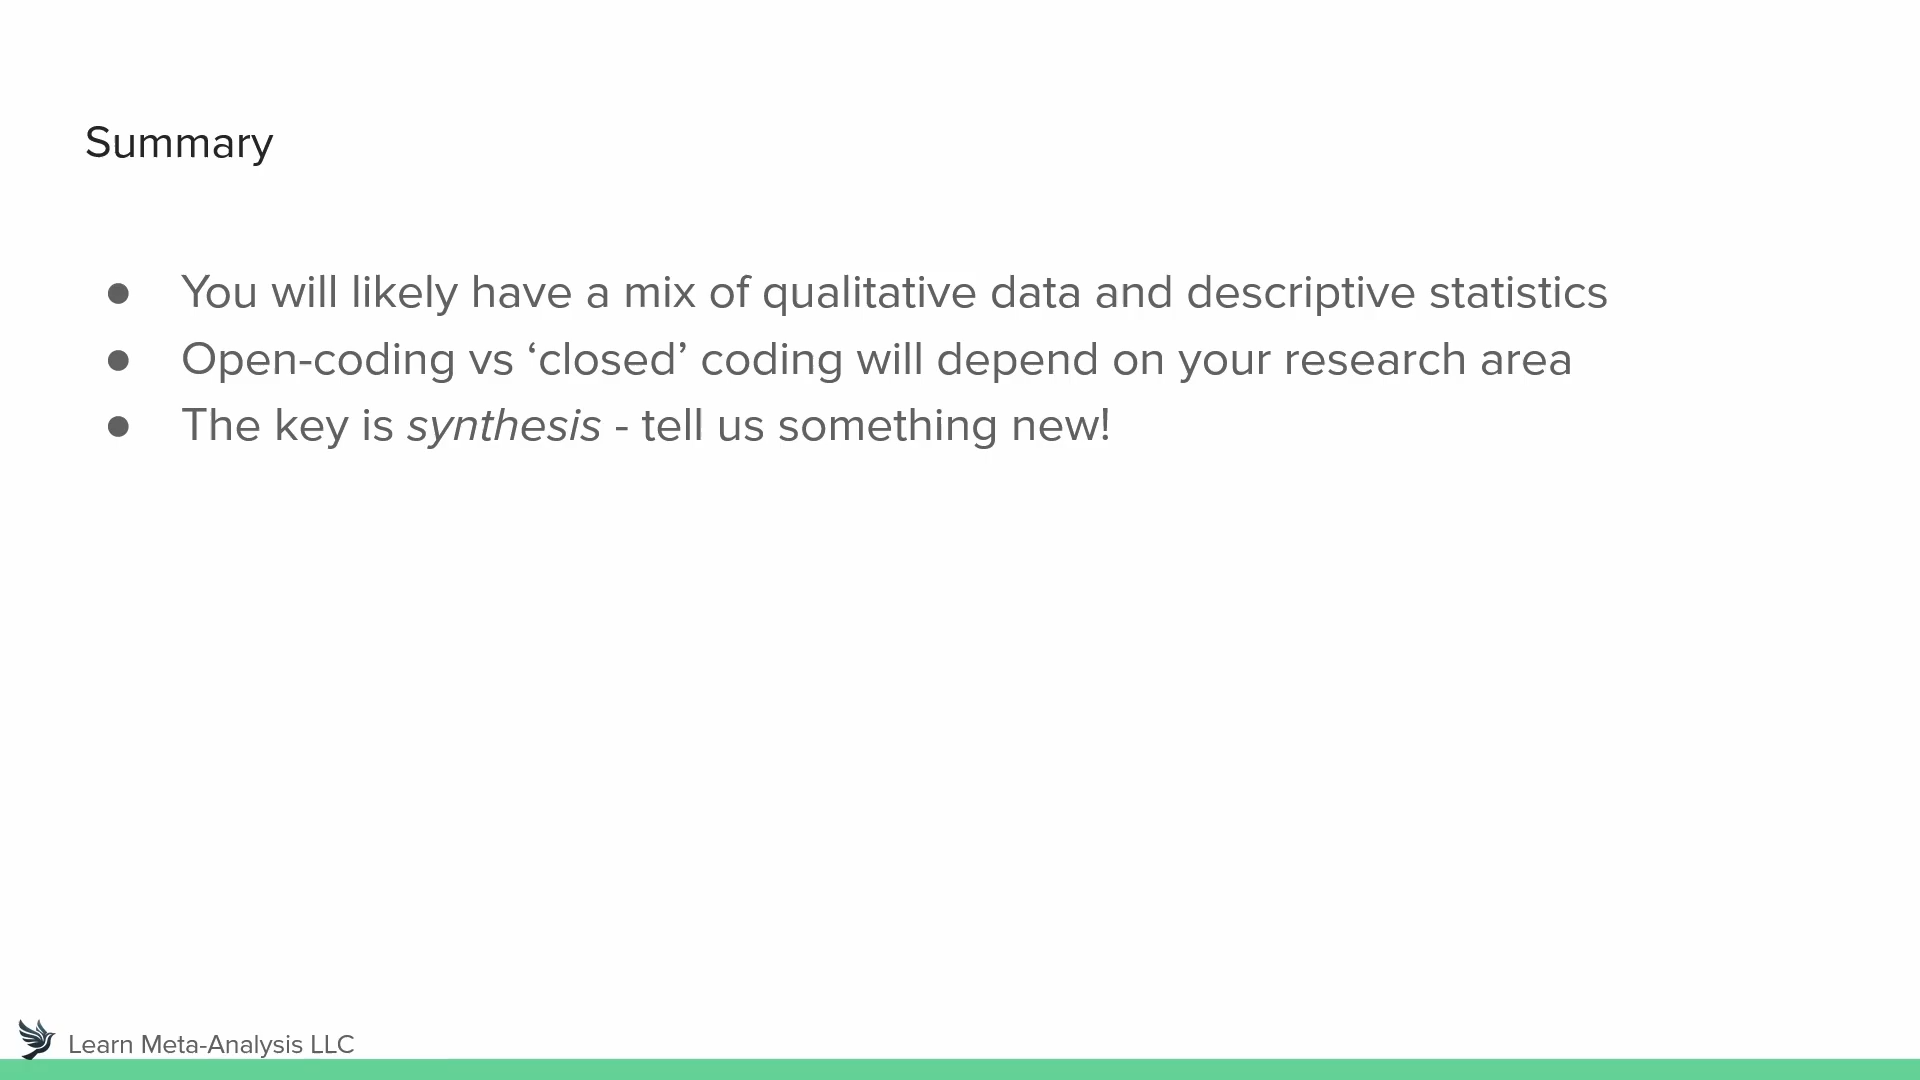 Summary
● You will likely have a mix of qualitative data and descriptive statistics
● Open-coding vs ‘closed’ coding will depend on your research area
● The key is synthesis - tell us something new!
Learn Meta-Analysis LLC